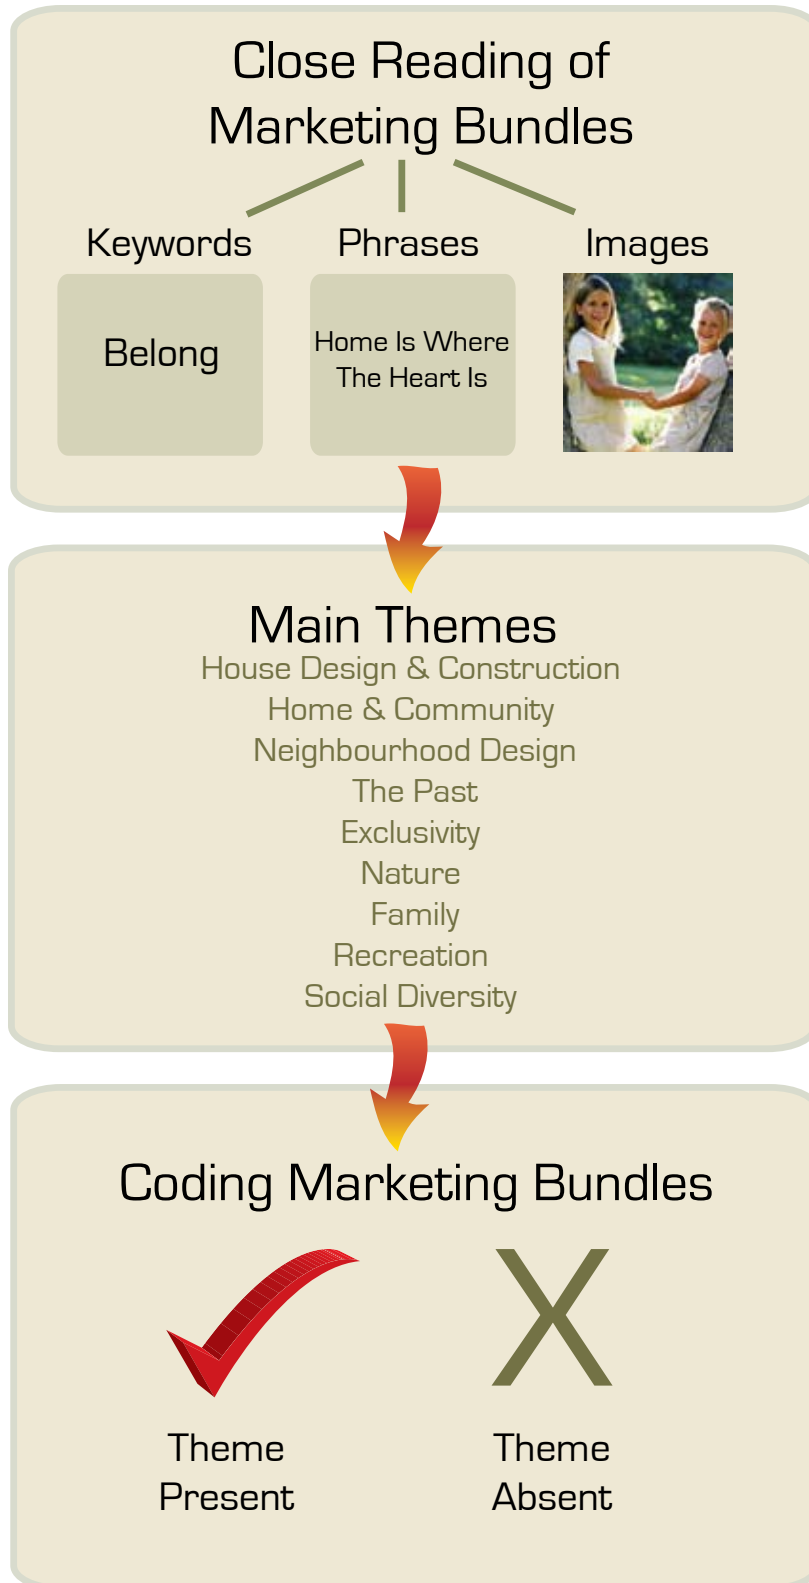 Close Reading of
Marketing Bundles
Keywords
Phrases
Images
Belong
Home Is Where
The Heart Is
Main Themes
House Design & Construction
Home & Community
Neighbourhood Design
The Past
Exclusivity
Nature
Family
Recreation
Social Diversity
Coding Marketing Bundles
X
Theme
Present
Theme
Absent